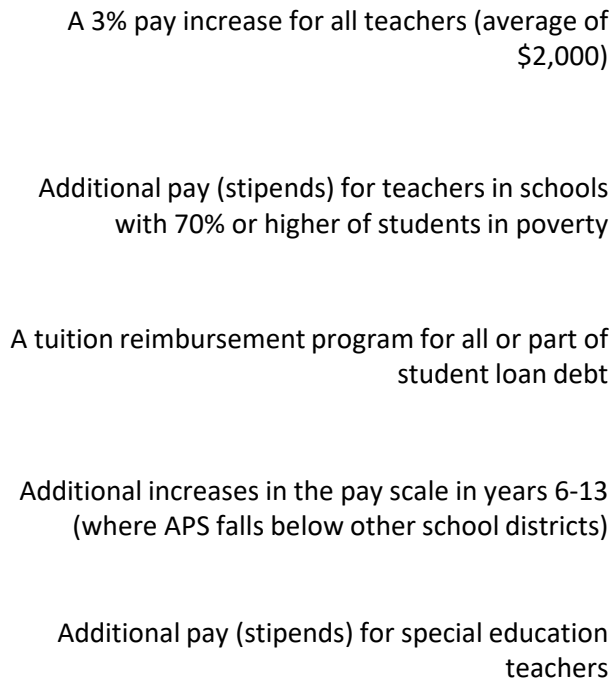 A 3% pay increase for all teachers (average of
$2,000)
Additional pay (stipends) for teachers in schools
with 70% or higher of students in poverty
A tuition reimbursement program for all or part of
student loan debt
Additional increases in the pay scale in years 6-13
(where APS falls below other school districts)
Additional pay (stipends) for special education
teachers